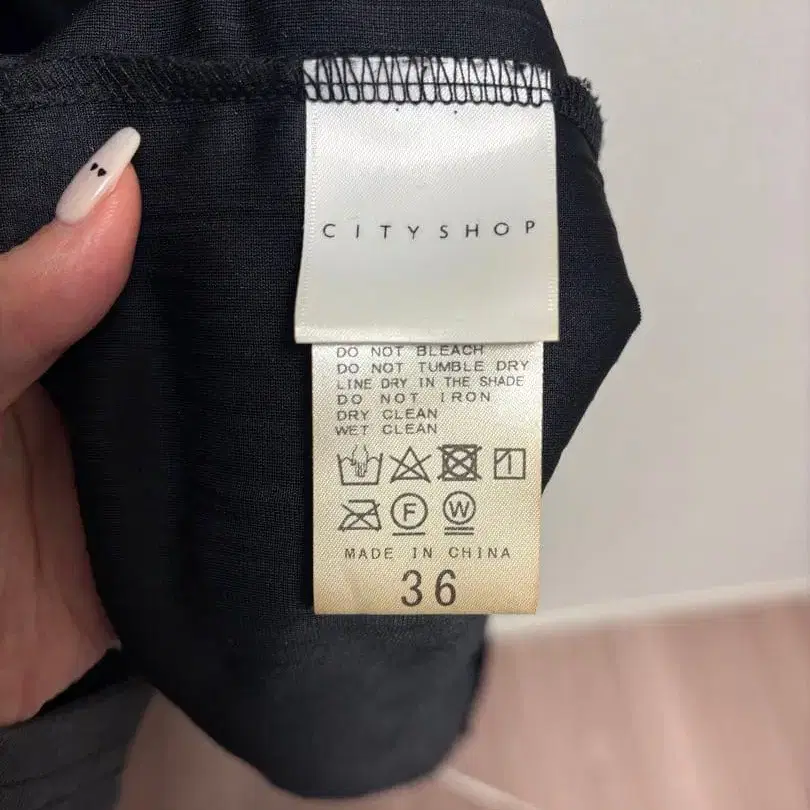 CITYSHOP
DO NOT BLEACH
DO NOT TUMBLE DRY
LINE DRY IN THE SHADE
DO NOT IRON
DRY CLEAN
WET CLEAN
F W
MADE IN CHINA
36